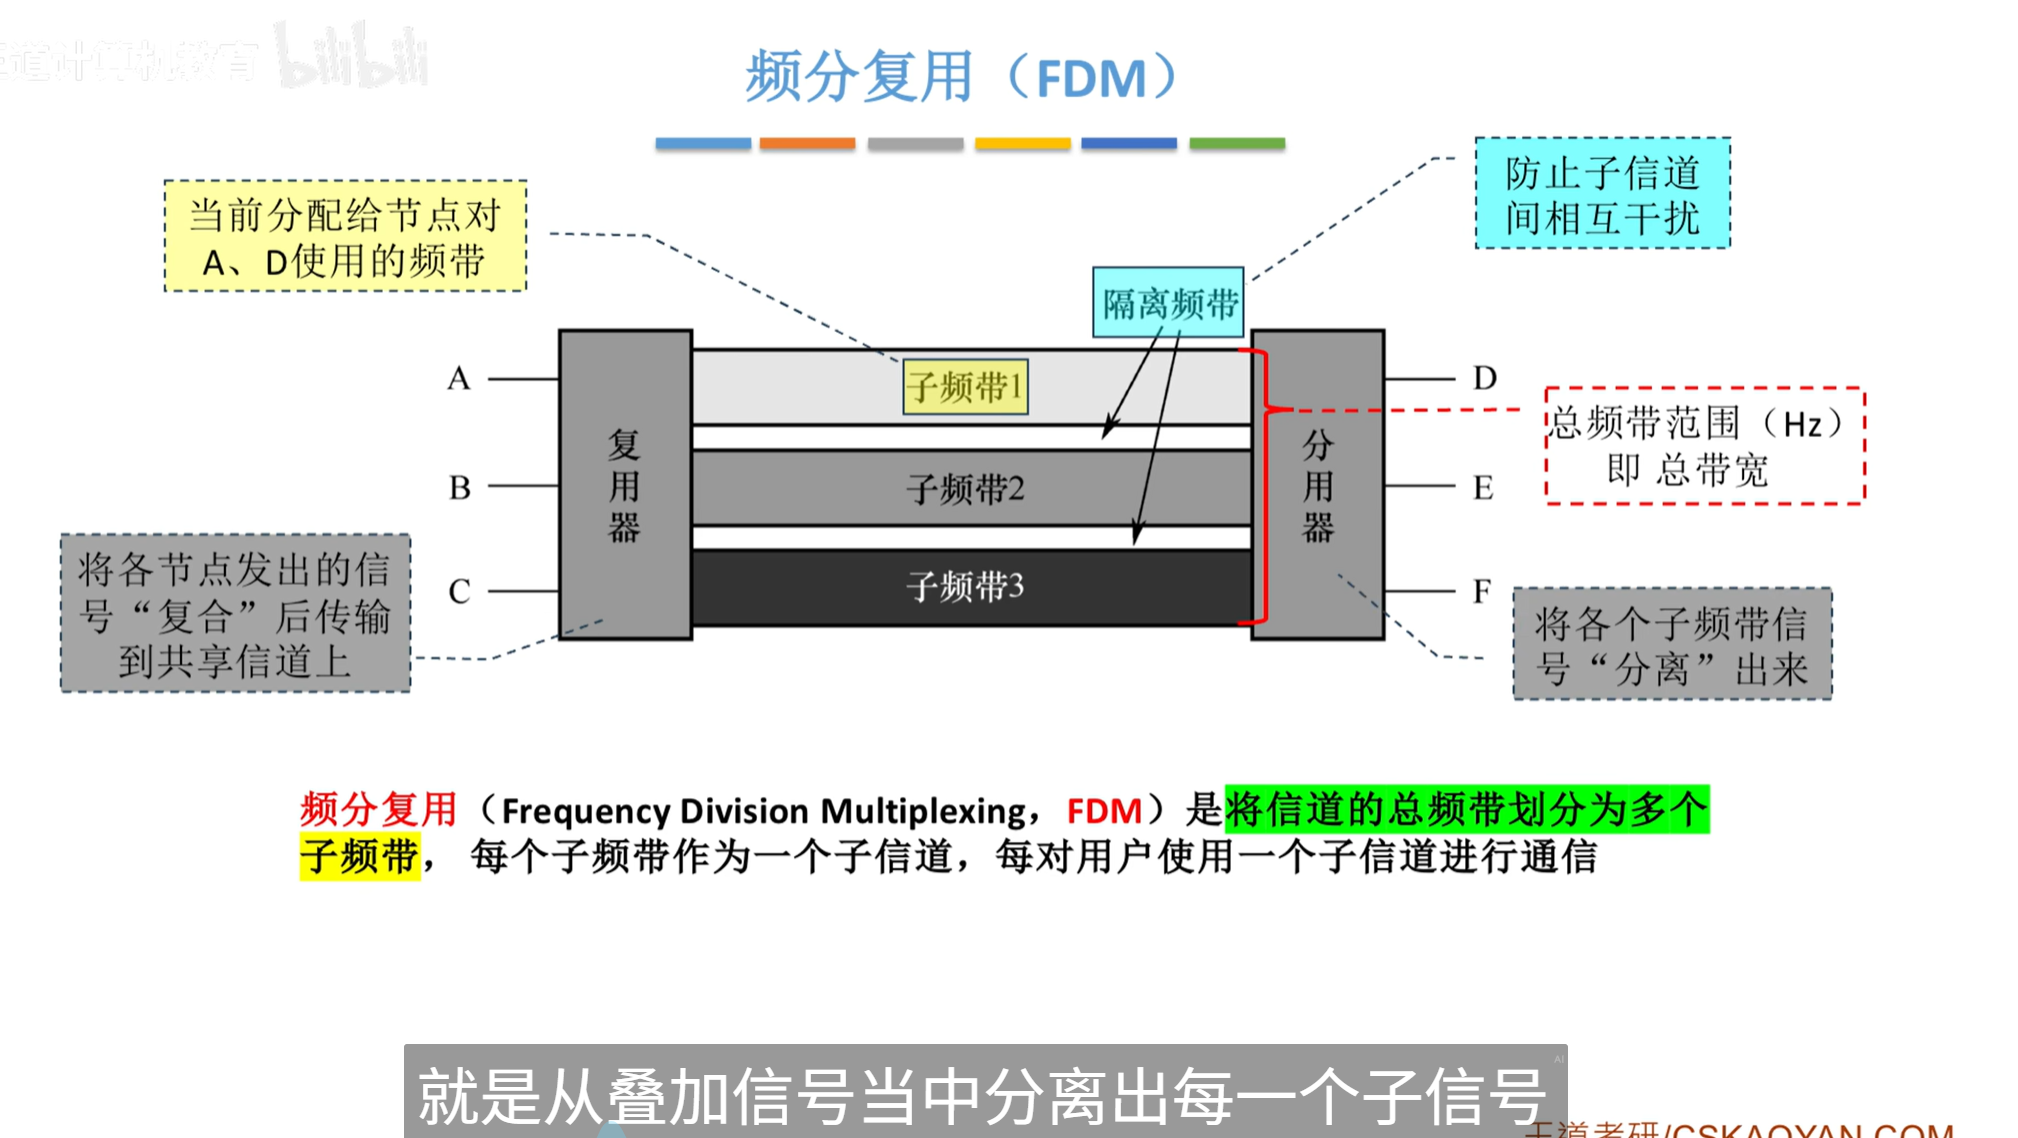 王道计算机教育 bilibili
频分复用（FDM）
防止子信道
间相互干扰
当前分配给节点对
A、D使用的频带
隔离频带
A
子频带1
D
总频带范围（Hz）
即 总带宽
复用器
分用器
B
子频带2
E
将各节点发出的信
号“复合”后传输
到共享信道上
C
子频带3
F
将各个子频带信
号“分离”出来
频分复用（Frequency Division Multiplexing，FDM）是将信道的总频带划分为多个
子频带， 每个子频带作为一个子信道，每对用户使用一个子信道进行通信
AI
就是从叠加信号当中分离出每一个子信号
王道考研/CSKAOYAN.COM